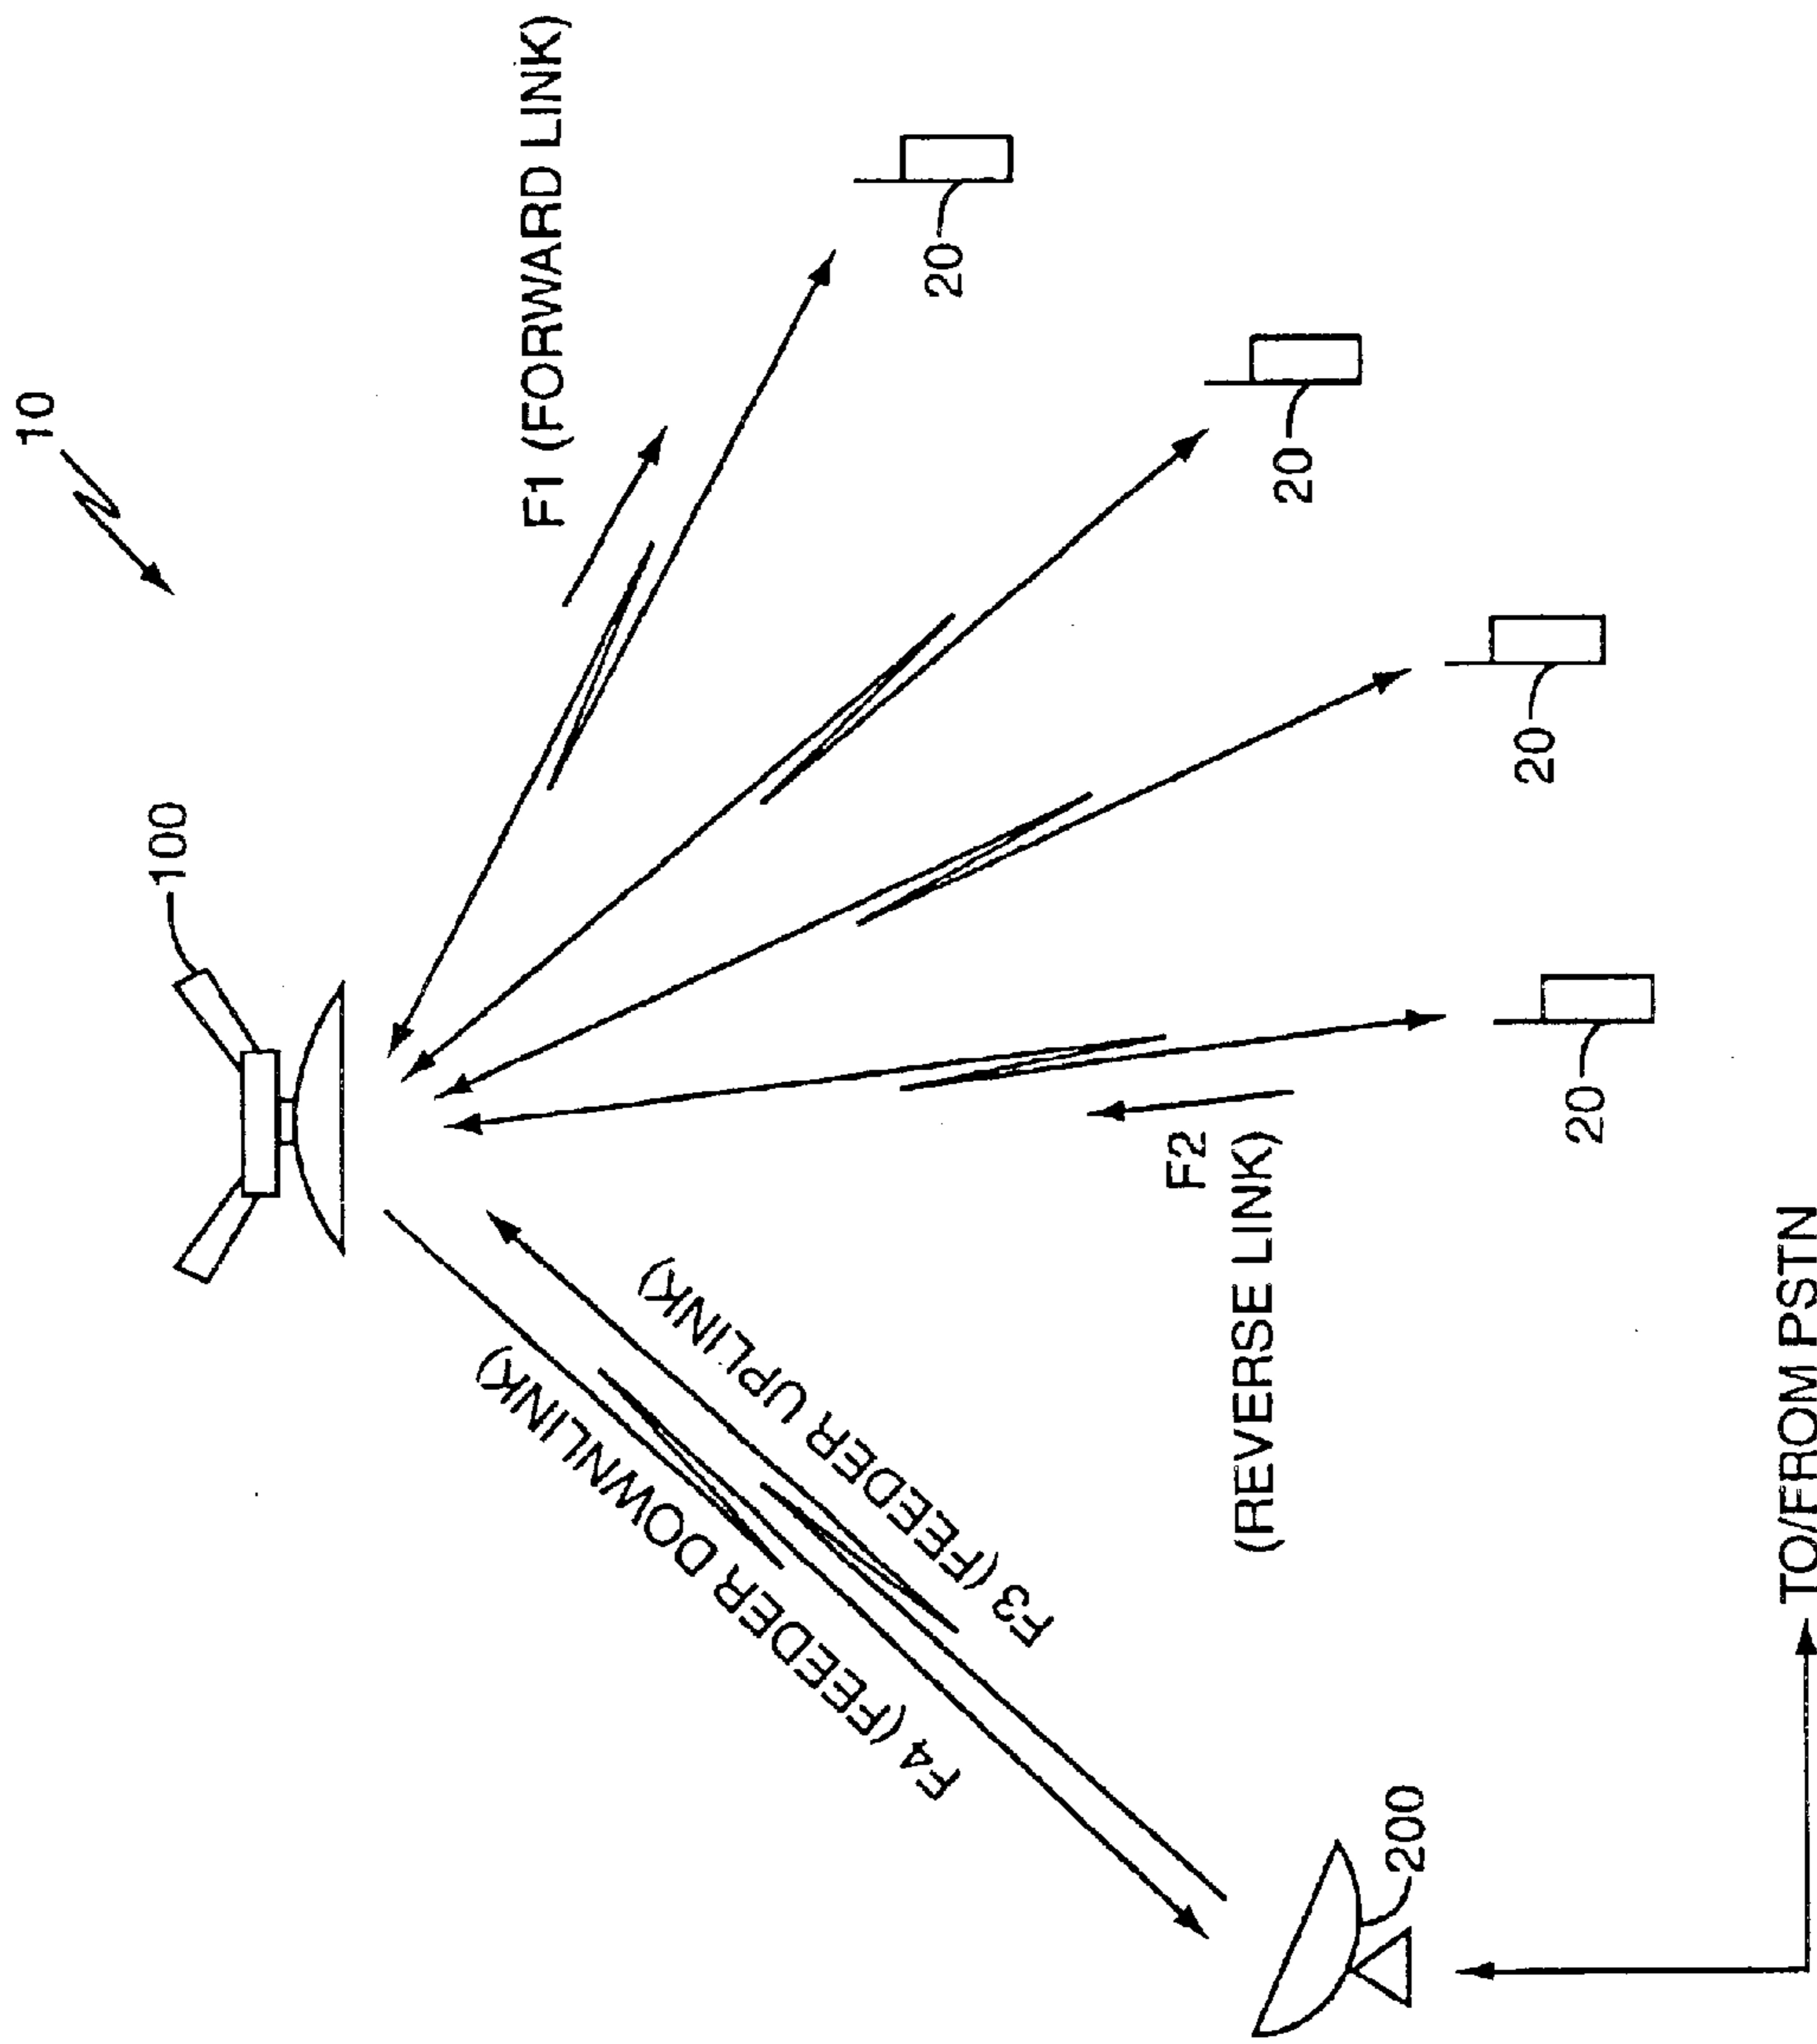 10
100
F1 (FORWARD LINK)
20
20
20
20
F4 (FEEDER DOWNLINK)
F3 (FEEDER UPLINK)
F2
(REVERSE LINK)
200
TO/FROM PSTN